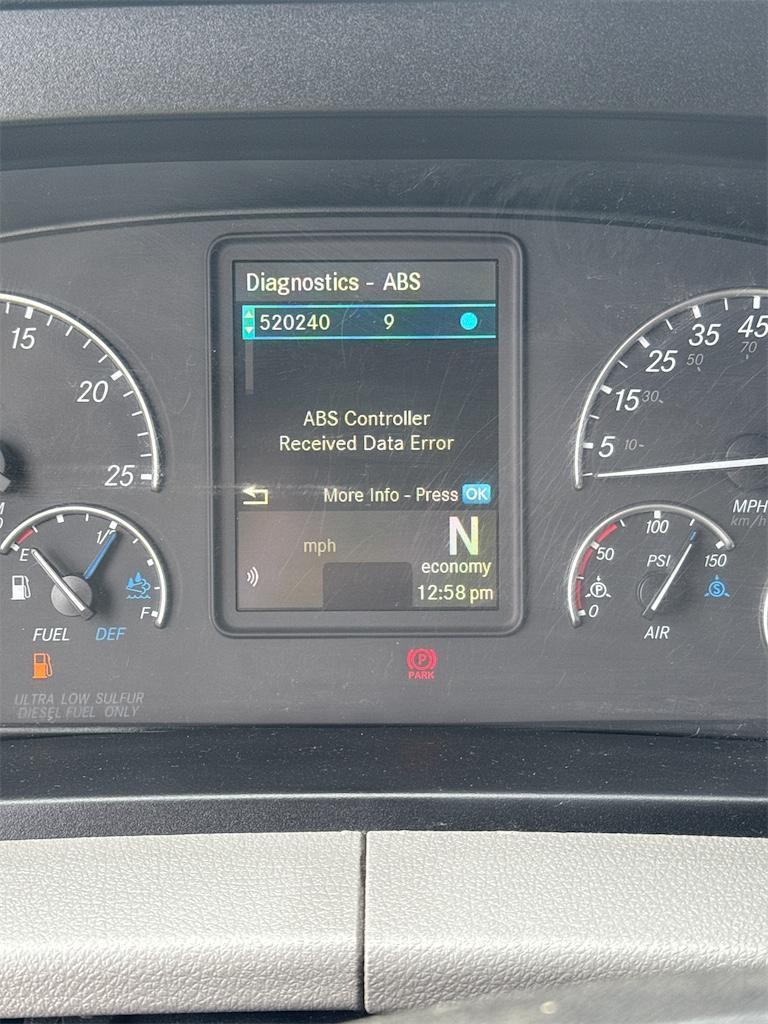 Diagnostics - ABS
520240 9
ABS Controller
Received Data Error
More Info - Press OK
mph
N
economy
12:58 pm
15
20
25
E
1/
F
FUEL DEF
ULTRA LOW SULFUR
DIESEL FUEL ONLY
P
PARK
5 10
15 30
25 50
35
45 70
MPH
km/h
0
50
100
150
PSI
P
S
AIR